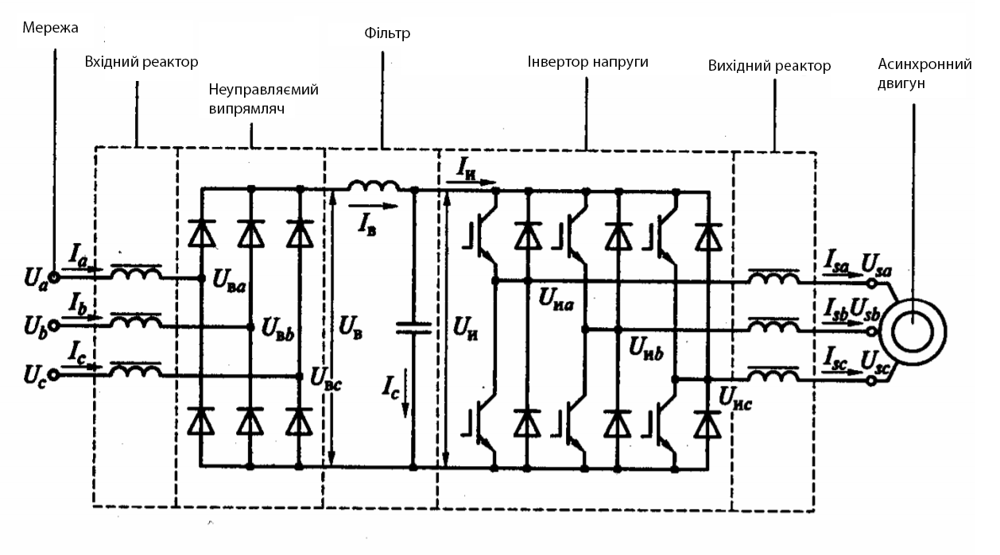 Мережа
Вхідний реактор
Неуправляємий
випрямляч
Фільтр
Інвертор напруги
Вихідний реактор
Асинхронний
двигун
Iи
Iв
Ia
Ua
Uвa
Uиa
Isa
Usa
Ib
Ub
Uвb
Uв
Uи
Uиb
Isb
Usb
Ic
Uc
Uвc
Ic
Uиc
Isc
Usc